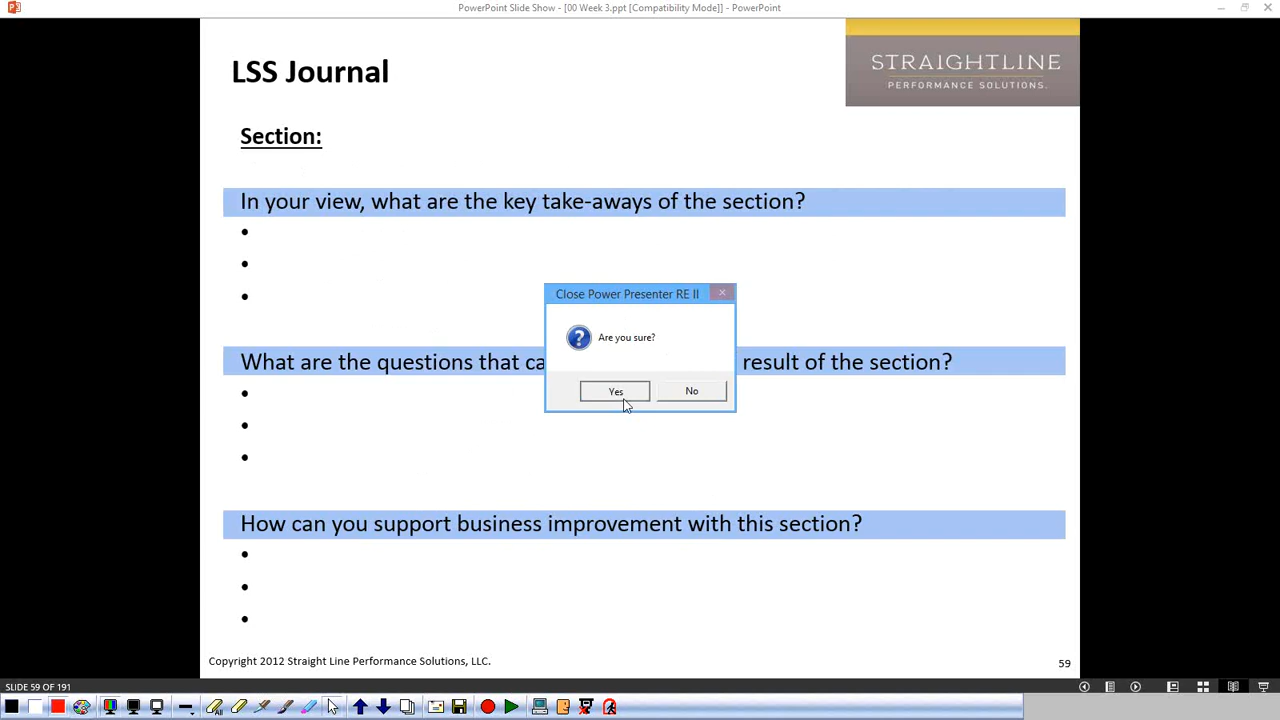 PowerPoint Slide Show - [00 Week 3.ppt [Compatibility Mode]] - PowerPoint
LSS Journal
STRAIGHTLINE
PERFORMANCE SOLUTIONS.
Section:
In your view, what are the key take-aways of the section?
Close Power Presenter RE II
Are you sure?
What are the questions that result of the section?
Yes
No
How can you support business improvement with this section?
Copyright 2012 Straight Line Performance Solutions, LLC.
59
SLIDE 59 OF 191